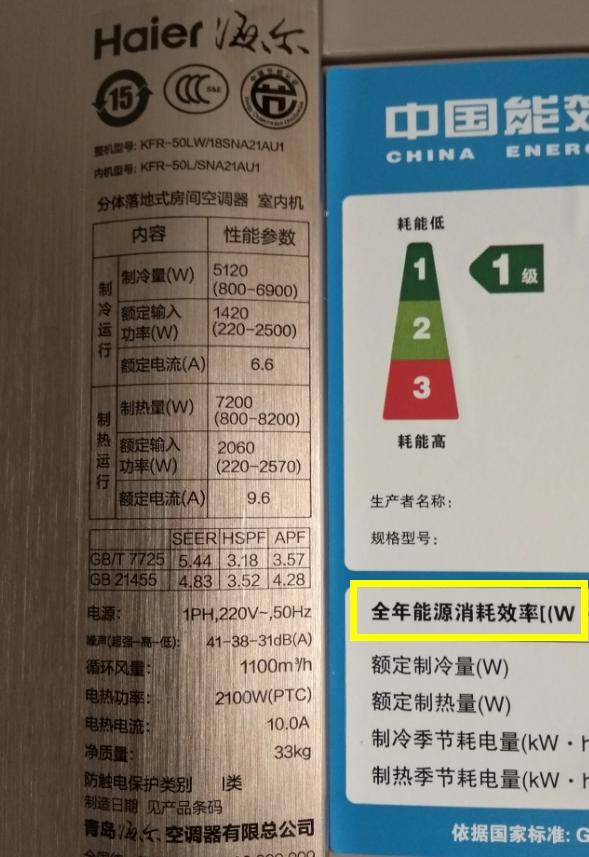 Haier 海尔
15
CCC S&E
整机型号: KFR-50LW/18SNA21AU1
内机型号: KFR-50L/SNA21AU1
分体落地式房间空调器 室内机
内容 性能参数
制冷运行
制冷量(W) 5120
(800-6900)
额定输入 1420
功率(W) (220-2500)
额定电流(A) 6.6
制热运行
制热量(W) 7200
(800-8200)
额定输入 2060
功率(W) (220-2570)
额定电流(A) 9.6
SEER HSPF APF
GB/T 7725 5.44 3.18 3.57
GB 21455 4.83 3.52 4.28
电源: 1PH,220V~,50Hz
噪声(超强-高-低): 41-38-31dB(A)
循环风量: 1100m³/h
电热功率: 2100W(PTC)
电热电流: 10.0A
净质量: 33kg
防触电保护类别 I类
制造日期 见产品条码
青岛海尔空调器有限总公司
中国能效
CHINA ENERG
耗能低
1
1级
2
3
耗能高
生产者名称:
规格型号:
全年能源消耗效率[(W
额定制冷量(W)
额定制热量(W)
制冷季节耗电量(kW·h
制热季节耗电量(kW·h
依据国家标准: G